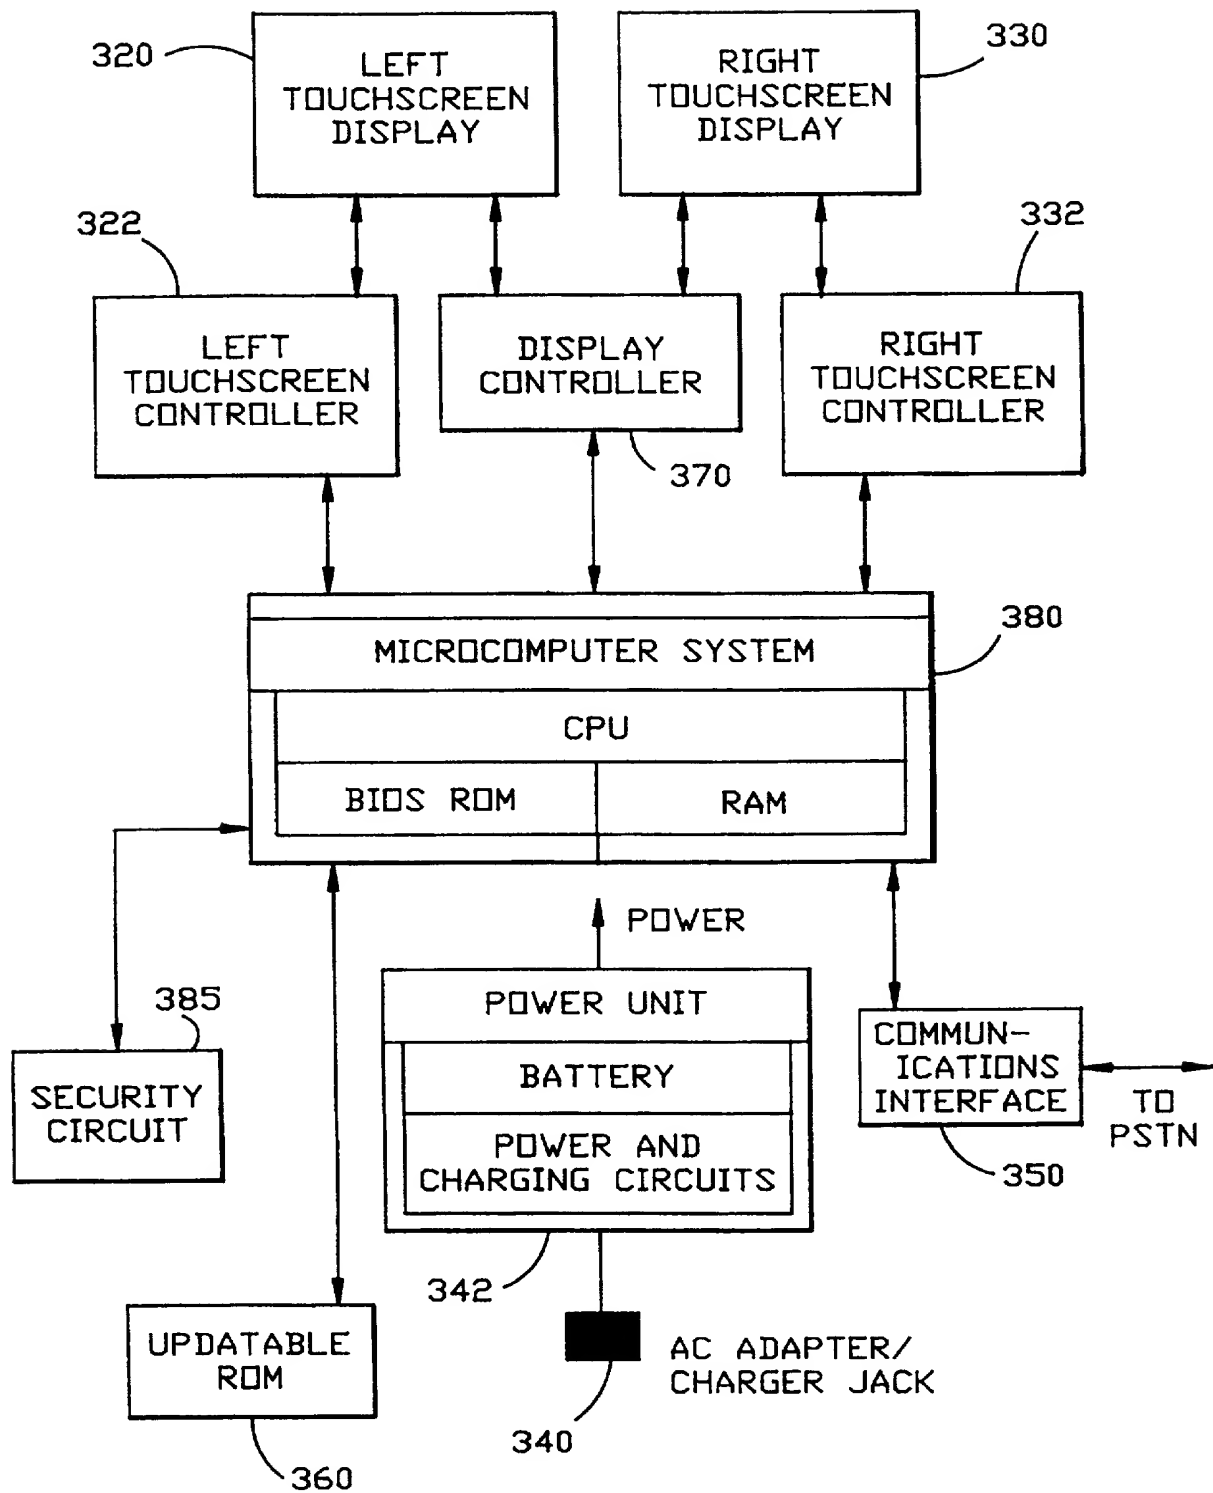 320
LEFT
TOUCHSCREEN
DISPLAY
RIGHT
TOUCHSCREEN
DISPLAY
330
322
332
LEFT
TOUCHSCREEN
CONTROLLER
DISPLAY
CONTROLLER
370
RIGHT
TOUCHSCREEN
CONTROLLER
MICROCOMPUTER SYSTEM
380
CPU
BIOS ROM
RAM
POWER
385
SECURITY
CIRCUIT
POWER UNIT
BATTERY
POWER AND
CHARGING CIRCUITS
342
COMMUN-
ICATIONS
INTERFACE
350
TO
PSTN
UPDATABLE
ROM
360
AC ADAPTER/
CHARGER JACK
340